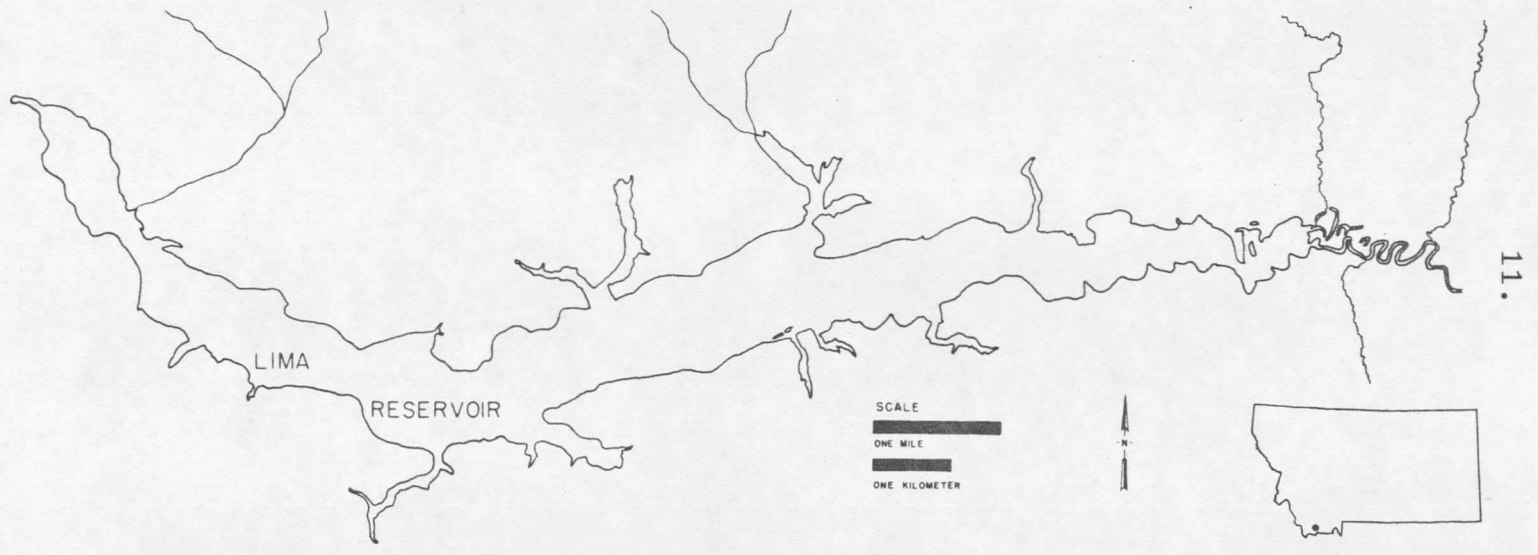 LIMA
RESERVOIR
SCALE
ONE MILE
ONE KILOMETER
N
11.